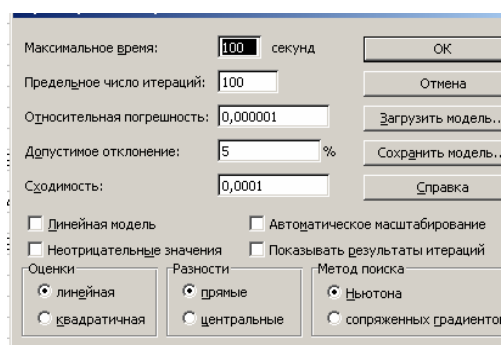 Максимальное время: 100 секунд ОК
Предельное число итераций: 100 Отмена
Относительная погрешность: 0,000001 Загрузить модель..
Допустимое отклонение: 5 % Сохранить модель..
Сходимость: 0,0001 Справка
Линейная модель Автоматическое масштабирование
Неотрицательные значения Показывать результаты итераций
Оценки Разности Метод поиска
линейная прямые Ньютона
квадратичная центральные сопряженных градиентов